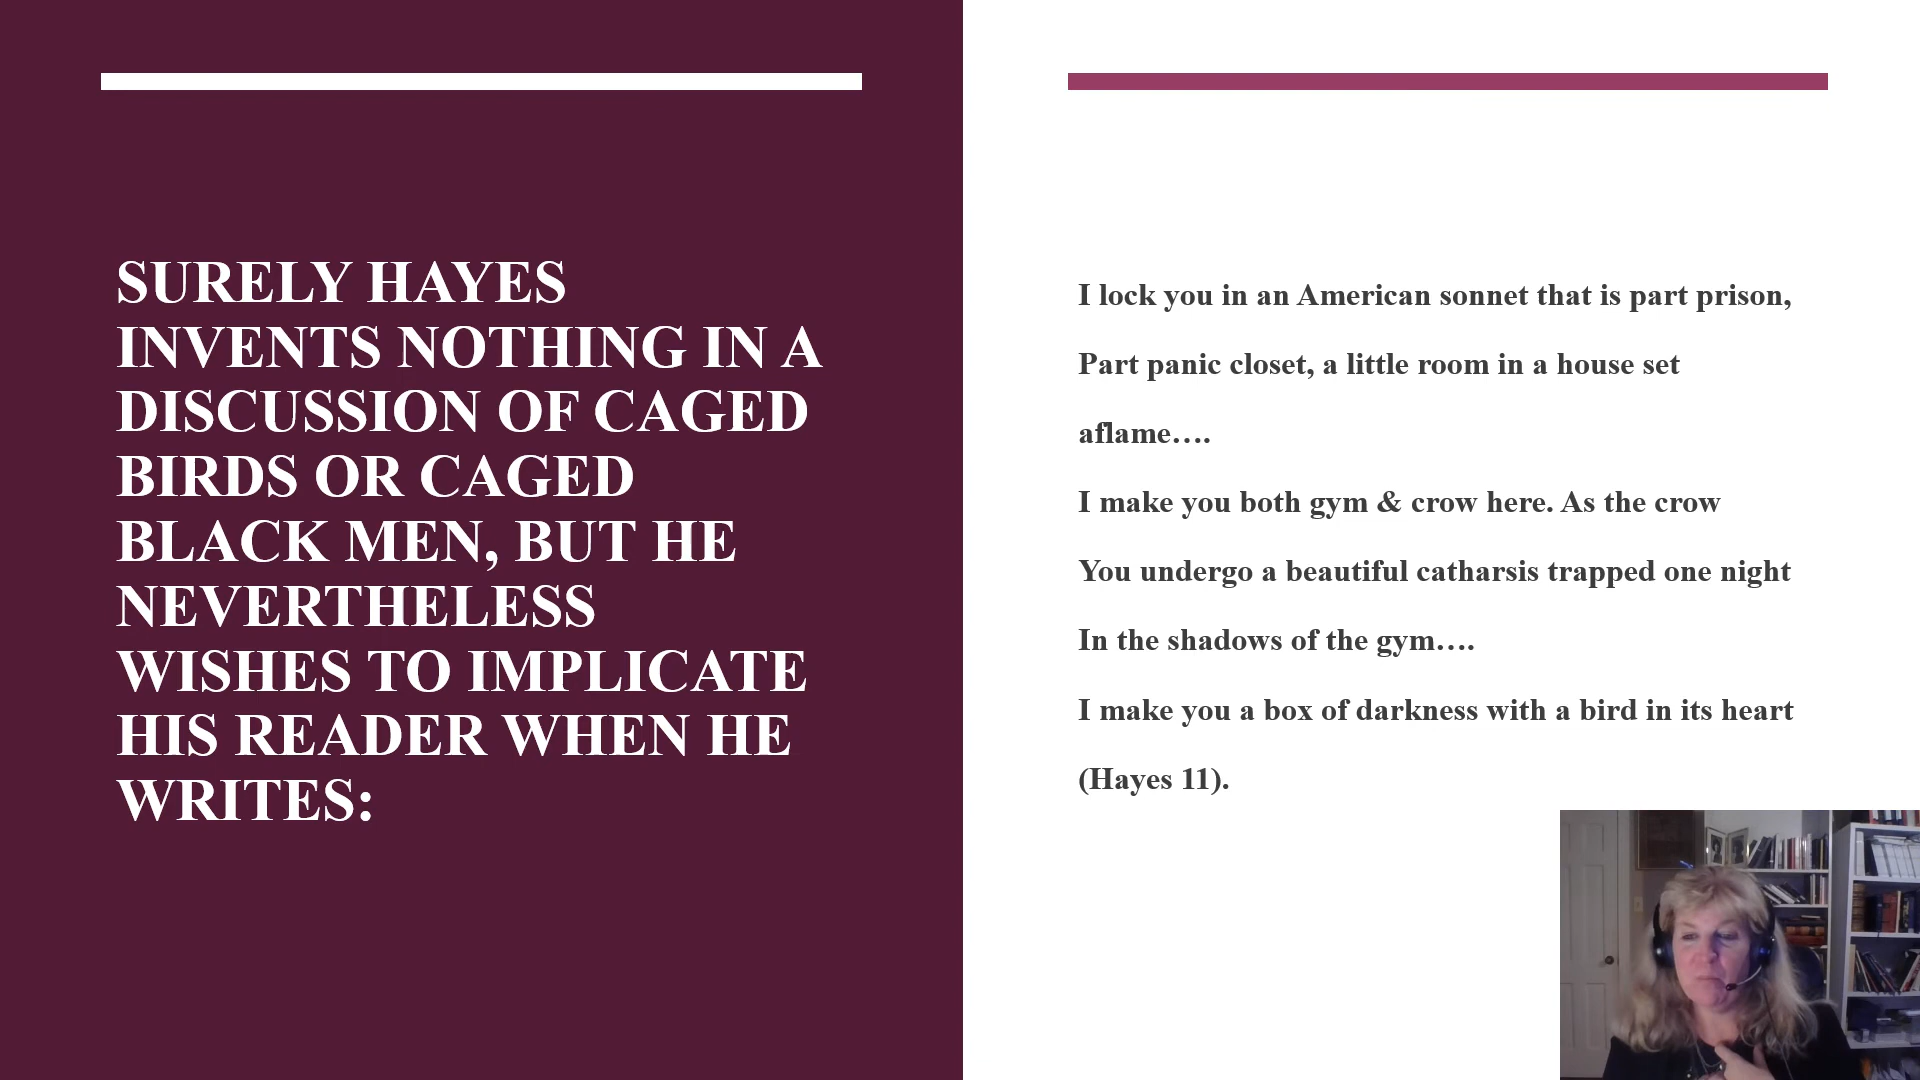 SURELY HAYES
INVENTS NOTHING IN A
DISCUSSION OF CAGED
BIRDS OR CAGED
BLACK MEN, BUT HE
NEVERTHELESS
WISHES TO IMPLICATE
HIS READER WHEN HE
WRITES:
I lock you in an American sonnet that is part prison,
Part panic closet, a little room in a house set
aflame….
I make you both gym & crow here. As the crow
You undergo a beautiful catharsis trapped one night
In the shadows of the gym….
I make you a box of darkness with a bird in its heart
(Hayes 11).